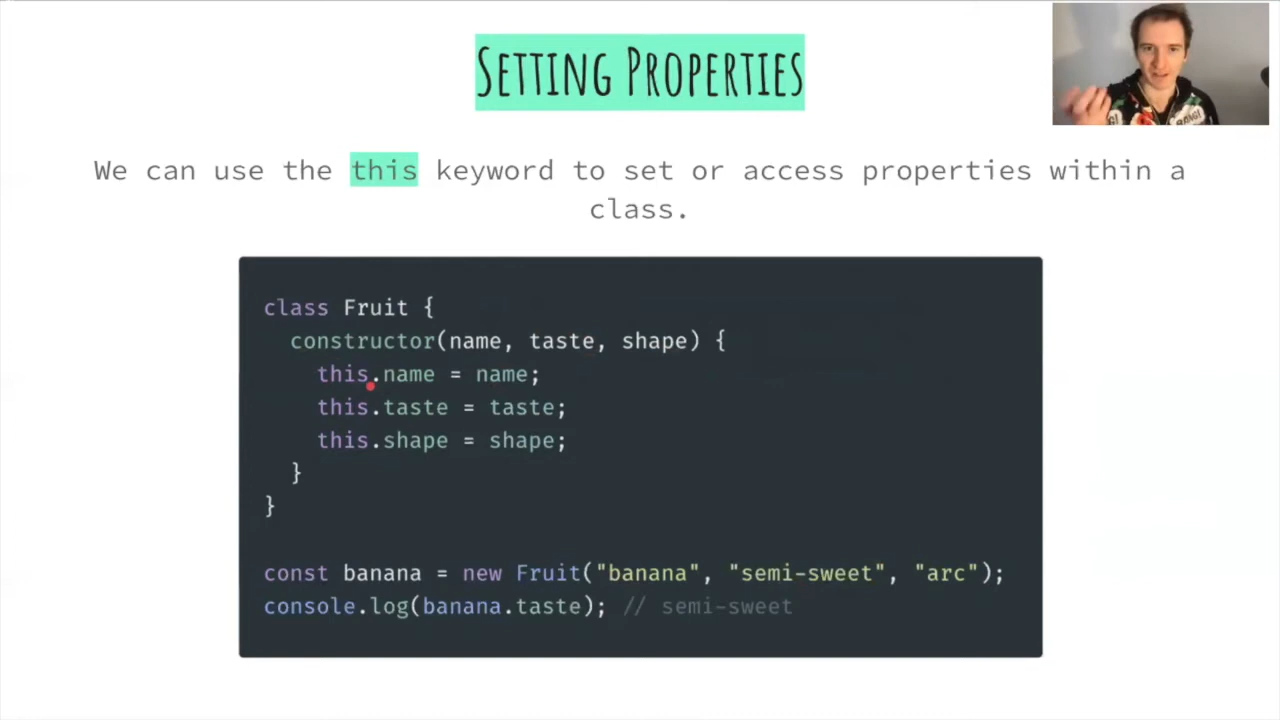 SETTING PROPERTIES
We can use the this keyword to set or access properties within a
class.
class Fruit {
  constructor(name, taste, shape) {
    this.name = name;
    this.taste = taste;
    this.shape = shape;
  }
}
const banana = new Fruit("banana", "semi-sweet", "arc");
console.log(banana.taste); // semi-sweet